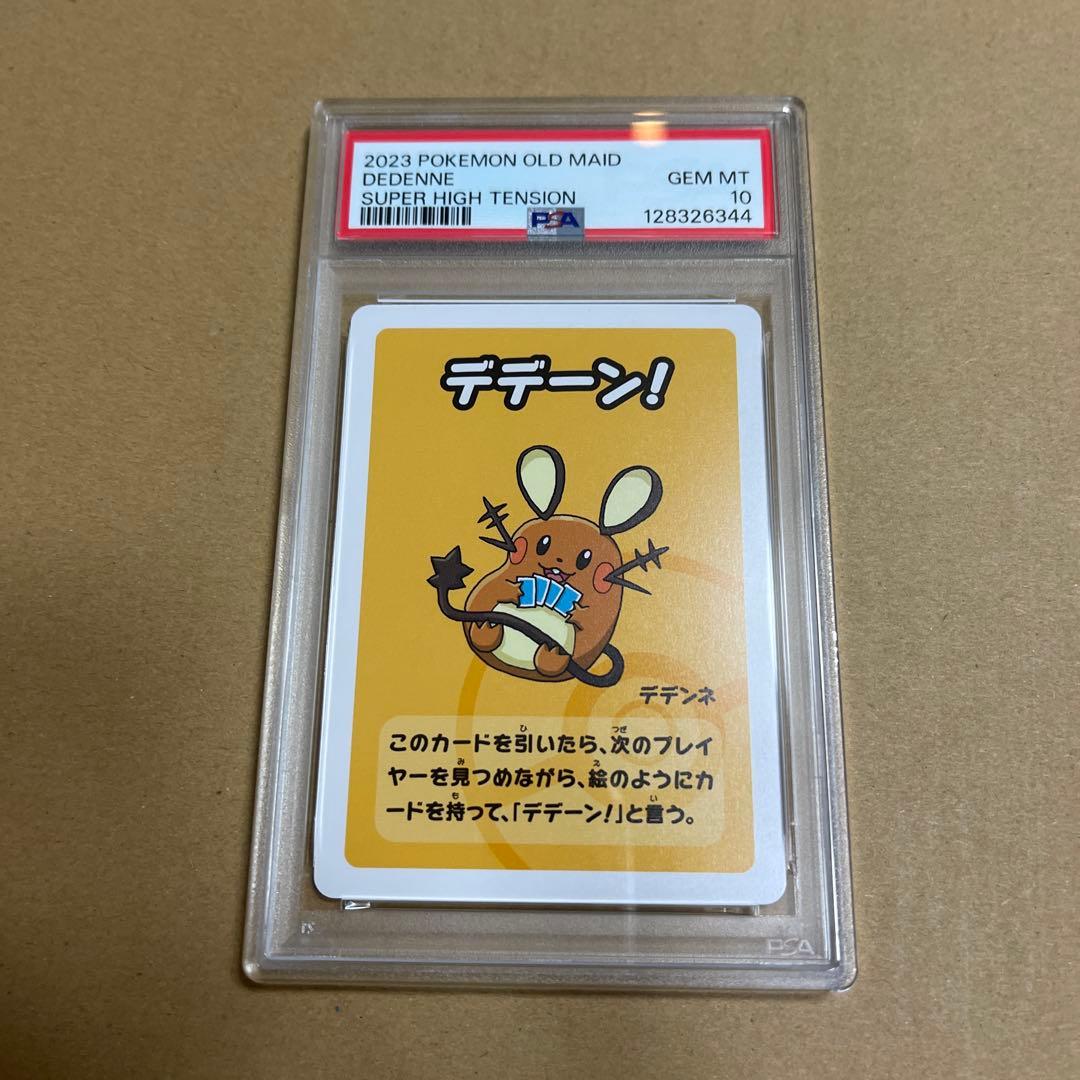 2023 POKEMON OLD MAID
DEDENNE GEM MT
SUPER HIGH TENSION 10
PSA 128326344
デデーン!
デデンネ
このカードを引いたら、次のプレイ
ヤーを見つめながら、絵のようにカ
ードを持って、「デデーン!」と言う。
PSA